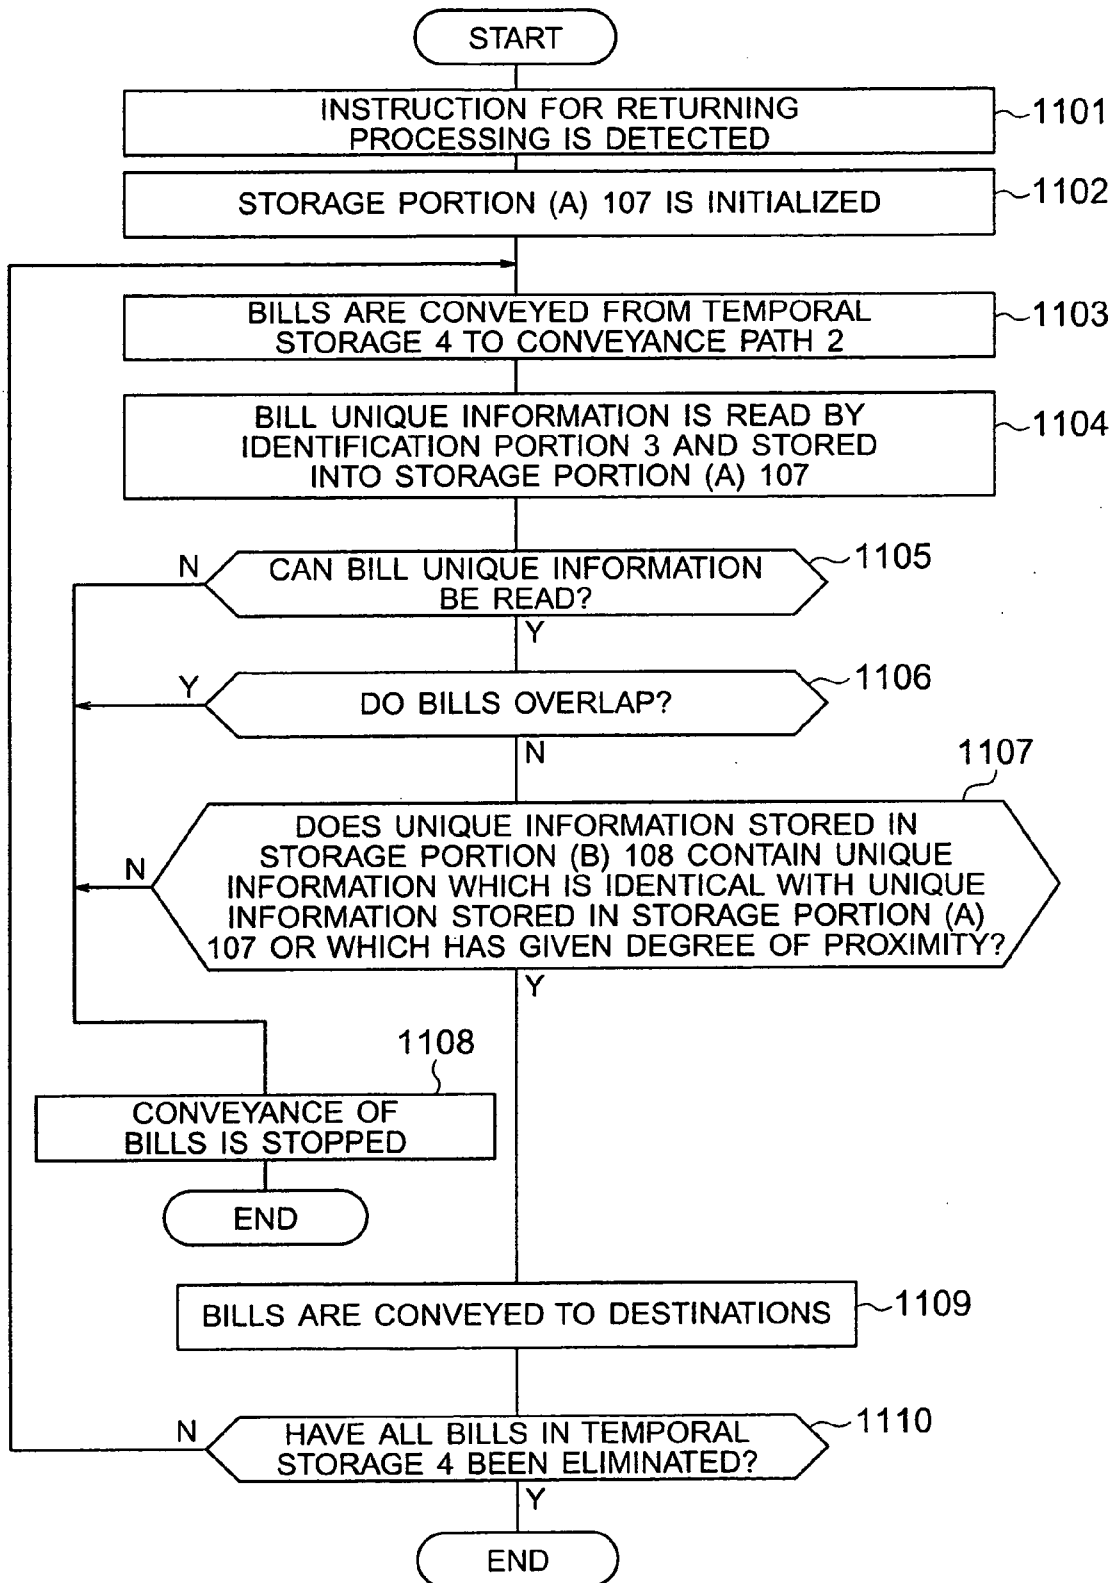 START
INSTRUCTION FOR RETURNING
PROCESSING IS DETECTED
1101
STORAGE PORTION (A) 107 IS INITIALIZED
1102
BILLS ARE CONVEYED FROM TEMPORAL
STORAGE 4 TO CONVEYANCE PATH 2
1103
BILL UNIQUE INFORMATION IS READ BY
IDENTIFICATION PORTION 3 AND STORED
INTO STORAGE PORTION (A) 107
1104
N
CAN BILL UNIQUE INFORMATION
BE READ?
1105
Y
Y
DO BILLS OVERLAP?
1106
N
1107
N
DOES UNIQUE INFORMATION STORED IN
STORAGE PORTION (B) 108 CONTAIN UNIQUE
INFORMATION WHICH IS IDENTICAL WITH UNIQUE
INFORMATION STORED IN STORAGE PORTION (A)
107 OR WHICH HAS GIVEN DEGREE OF PROXIMITY?
Y
1108
CONVEYANCE OF
BILLS IS STOPPED
END
BILLS ARE CONVEYED TO DESTINATIONS
1109
N
HAVE ALL BILLS IN TEMPORAL
STORAGE 4 BEEN ELIMINATED?
1110
Y
END